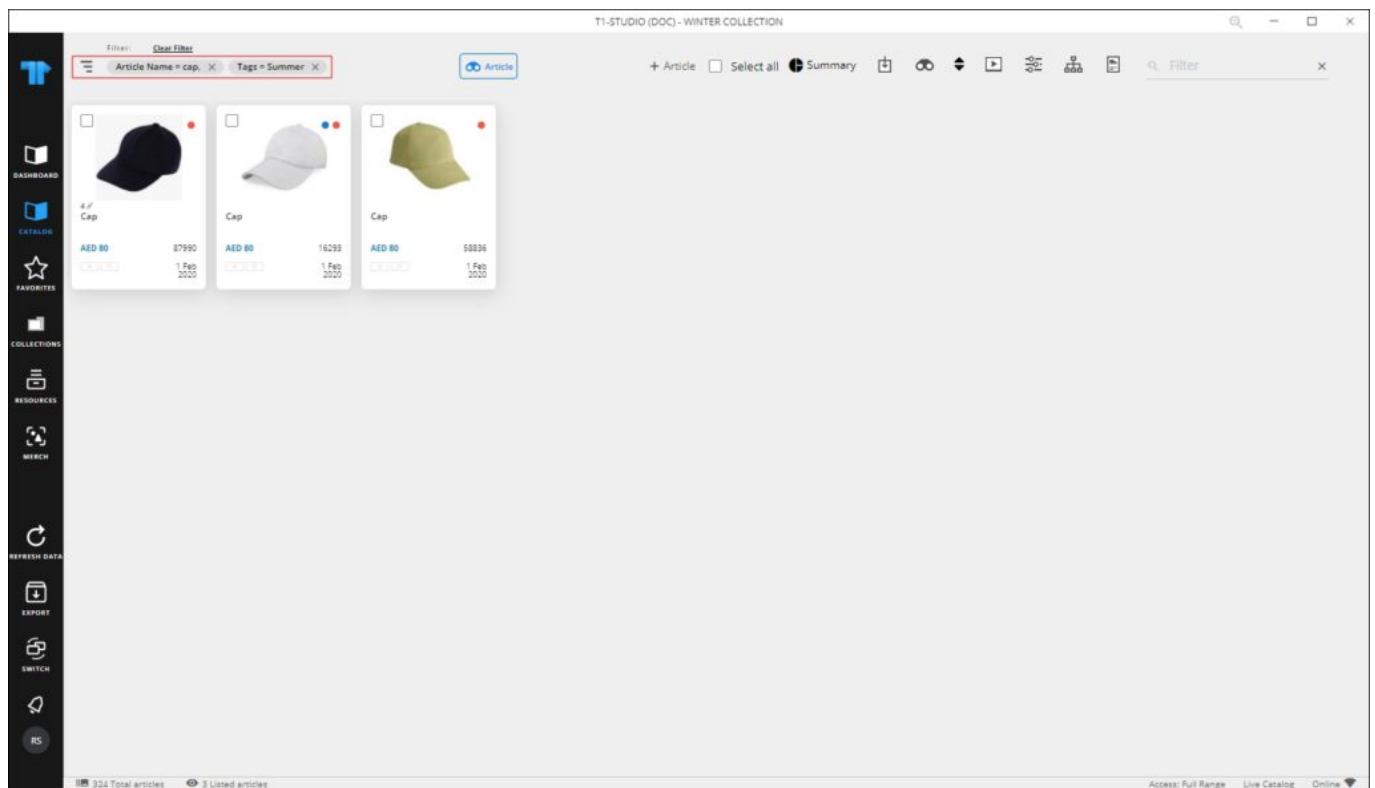 T1-STUDIO (DOC) - WINTER COLLECTION
Filter: Clear Filter
Article Name = cap, Tags = Summer
Article
+ Article Select all Summary Filter
DASHBOARD
CATALOG
FAVORITES
COLLECTIONS
RESOURCES
MERCH
REFRESH DATA
EXPORT
SWITCH
RS
4
Cap
AED 80 87990
1 Feb
2020
Cap
AED 80 16293
1 Feb
2020
Cap
AED 80 58836
1 Feb
2020
324 Total articles 3 Listed articles Access: Full Range Live Catalog Online